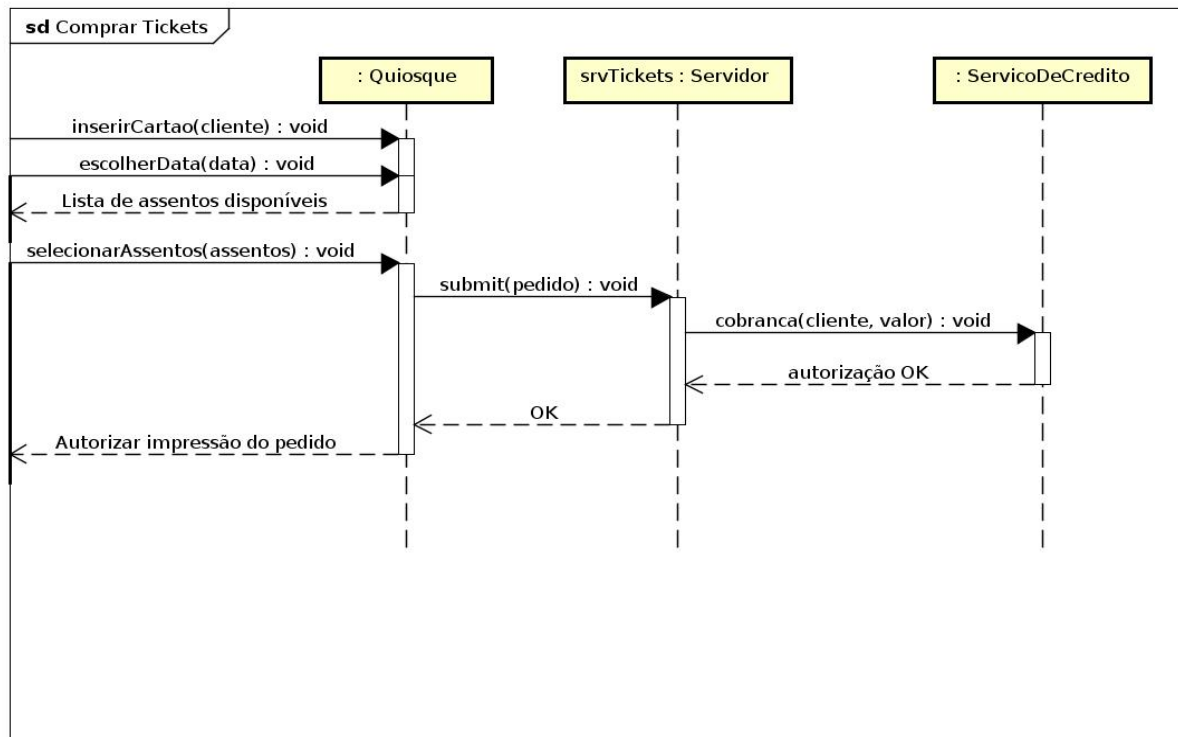 sd Comprar Tickets
: Quiosque
srvTickets : Servidor
: ServicoDeCredito
inserirCartao(cliente) : void
escolherData(data) : void
Lista de assentos disponíveis
selecionarAssentos(assentos) : void
submit(pedido) : void
cobranca(cliente, valor) : void
autorização OK
OK
Autorizar impressão do pedido